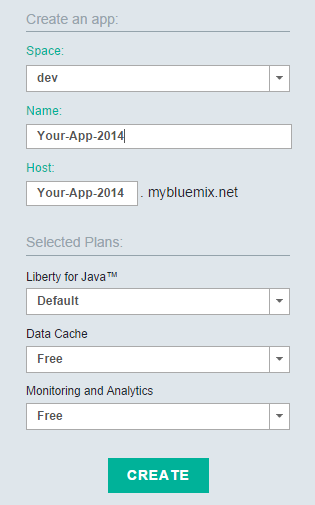 Create an app:
Space:
dev
Name:
Your-App-2014
Host:
Your-App-2014 . mybluemix.net
Selected Plans:
Liberty for Java™
Default
Data Cache
Free
Monitoring and Analytics
Free
CREATE